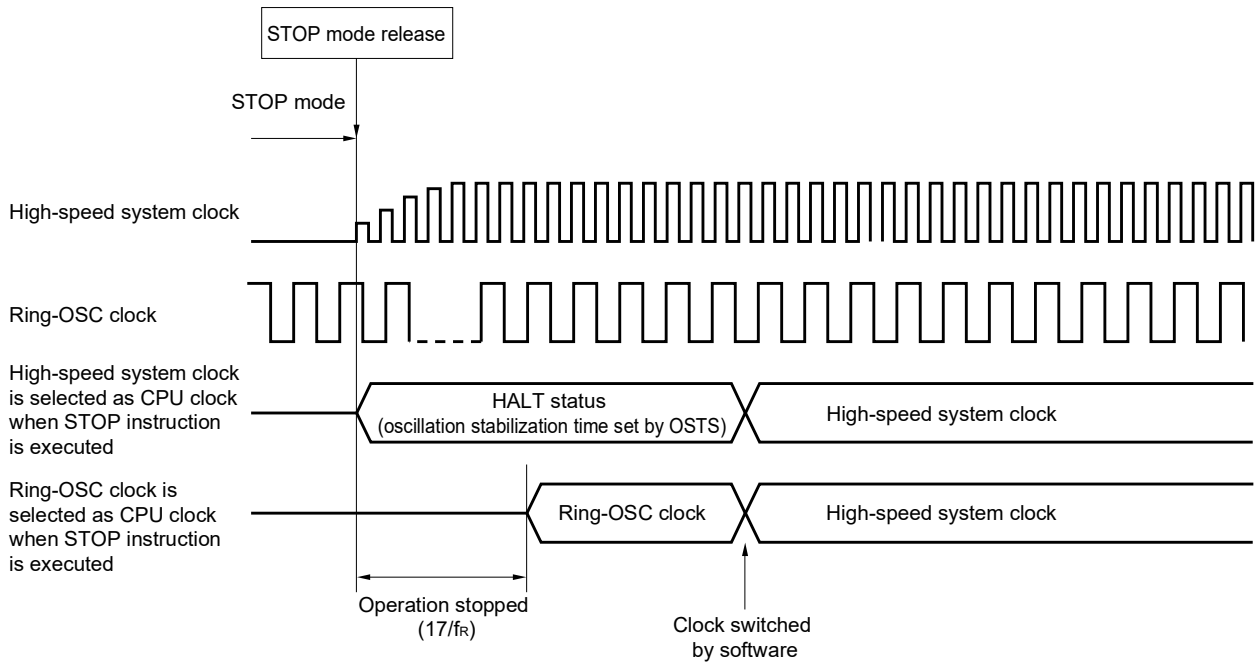 STOP mode release
STOP mode
High-speed system clock
Ring-OSC clock
High-speed system clock
is selected as CPU clock
when STOP instruction
is executed
HALT status
(oscillation stabilization time set by OSTS)
High-speed system clock
Ring-OSC clock is
selected as CPU clock
when STOP instruction
is executed
Ring-OSC clock
High-speed system clock
Operation stopped
(17/fR)
Clock switched
by software